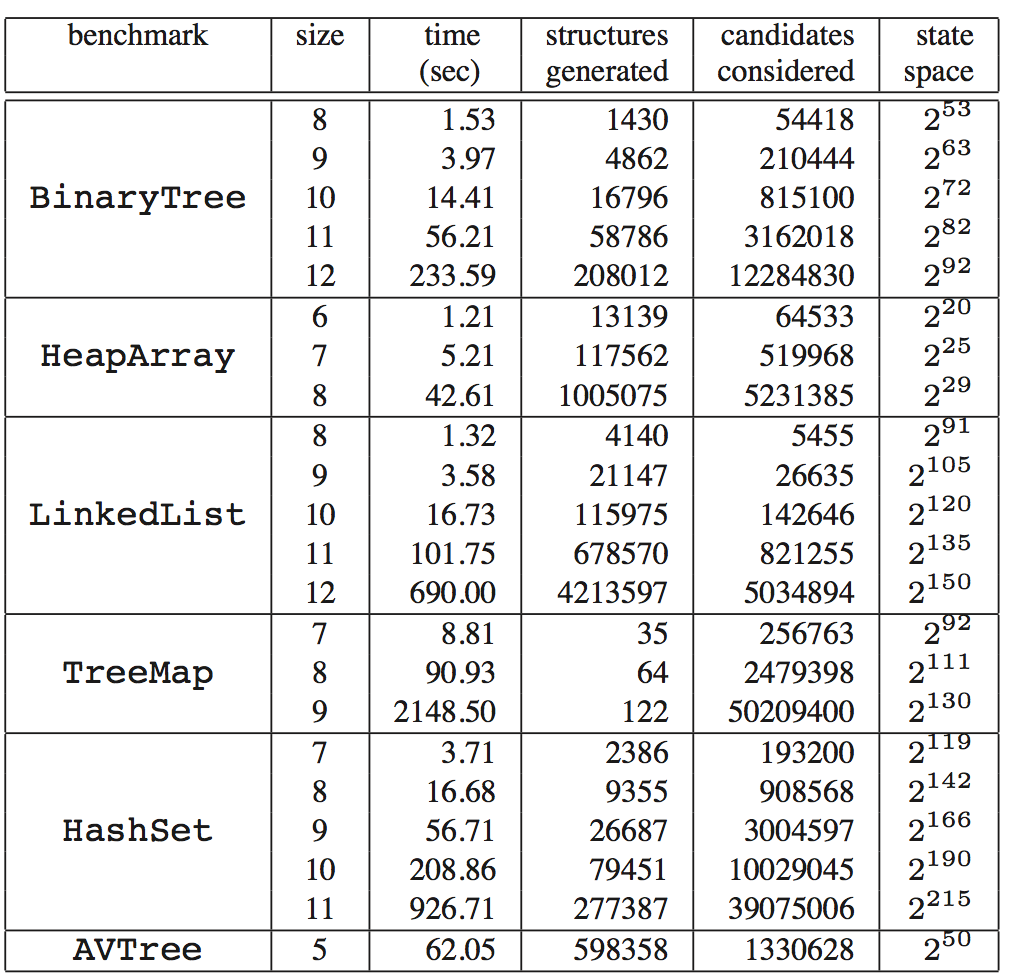 benchmark size time structures candidates state
(sec) generated considered space
8 1.53 1430 54418 2^53
9 3.97 4862 210444 2^63
BinaryTree 10 14.41 16796 815100 2^72
11 56.21 58786 3162018 2^82
12 233.59 208012 12284830 2^92
6 1.21 13139 64533 2^20
HeapArray 7 5.21 117562 519968 2^25
8 42.61 1005075 5231385 2^29
8 1.32 4140 5455 2^91
9 3.58 21147 26635 2^105
LinkedList 10 16.73 115975 142646 2^120
11 101.75 678570 821255 2^135
12 690.00 4213597 5034894 2^150
7 8.81 35 256763 2^92
TreeMap 8 90.93 64 2479398 2^111
9 2148.50 122 50209400 2^130
7 3.71 2386 193200 2^119
8 16.68 9355 908568 2^142
HashSet 9 56.71 26687 3004597 2^166
10 208.86 79451 10029045 2^190
11 926.71 277387 39075006 2^215
AVTree 5 62.05 598358 1330628 2^50